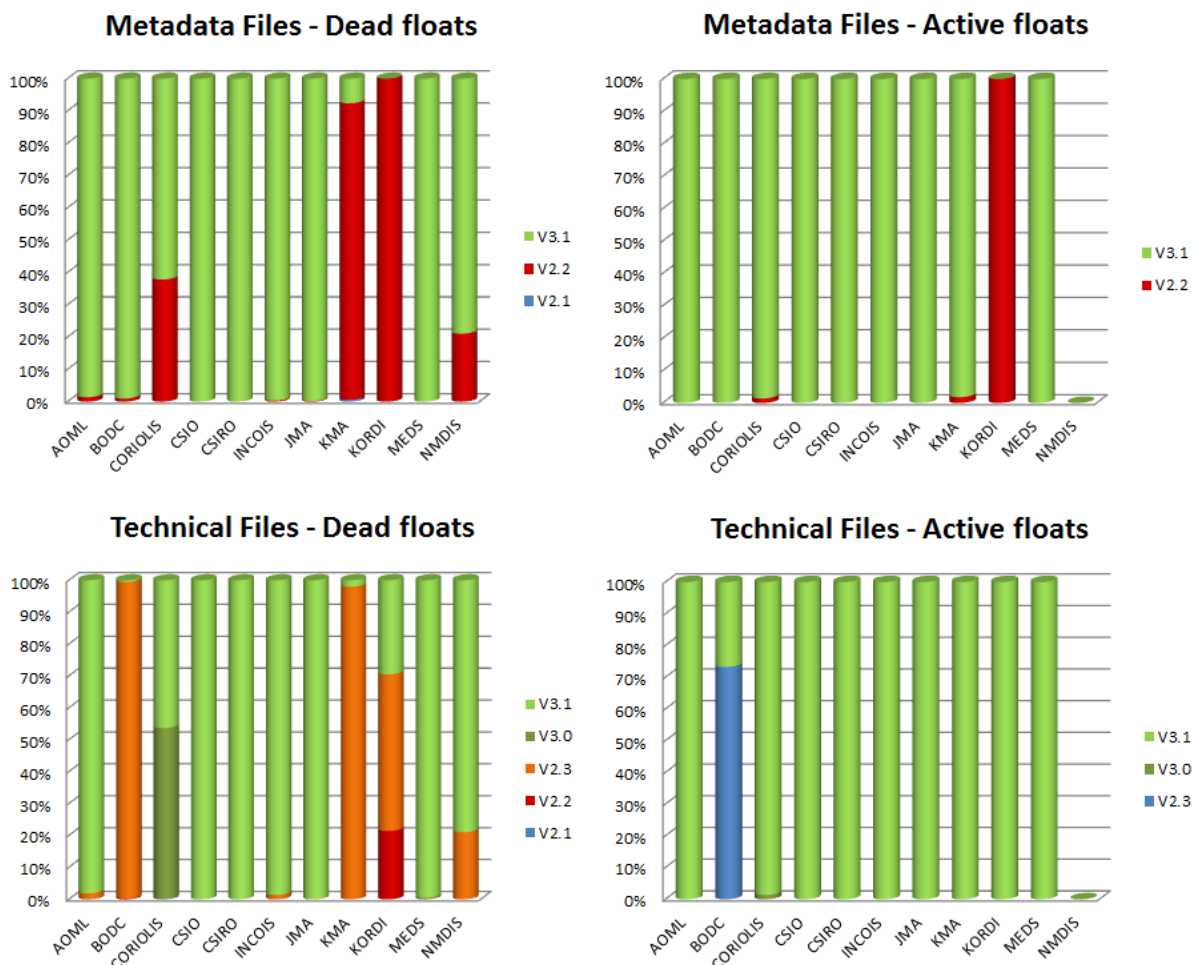 Metadata Files - Dead floats
100%
90%
80%
70%
60%
50%
40%
30%
20%
10%
0%
AOML
BODC
CORIOLIS
CSIO
CSIRO
INCOIS
JMA
KMA
KORDI
MEDS
NMDIS
V3.1
V2.2
V2.1
Metadata Files - Active floats
100%
90%
80%
70%
60%
50%
40%
30%
20%
10%
0%
AOML
BODC
CORIOLIS
CSIO
CSIRO
INCOIS
JMA
KMA
KORDI
MEDS
NMDIS
V3.1
V2.2
Technical Files - Dead floats
100%
90%
80%
70%
60%
50%
40%
30%
20%
10%
0%
AOML
BODC
CORIOLIS
CSIO
CSIRO
INCOIS
JMA
KMA
KORDI
MEDS
NMDIS
V3.1
V3.0
V2.3
V2.2
V2.1
Technical Files - Active floats
100%
90%
80%
70%
60%
50%
40%
30%
20%
10%
0%
AOML
BODC
CORIOLIS
CSIO
CSIRO
INCOIS
JMA
KMA
KORDI
MEDS
NMDIS
V3.1
V3.0
V2.3